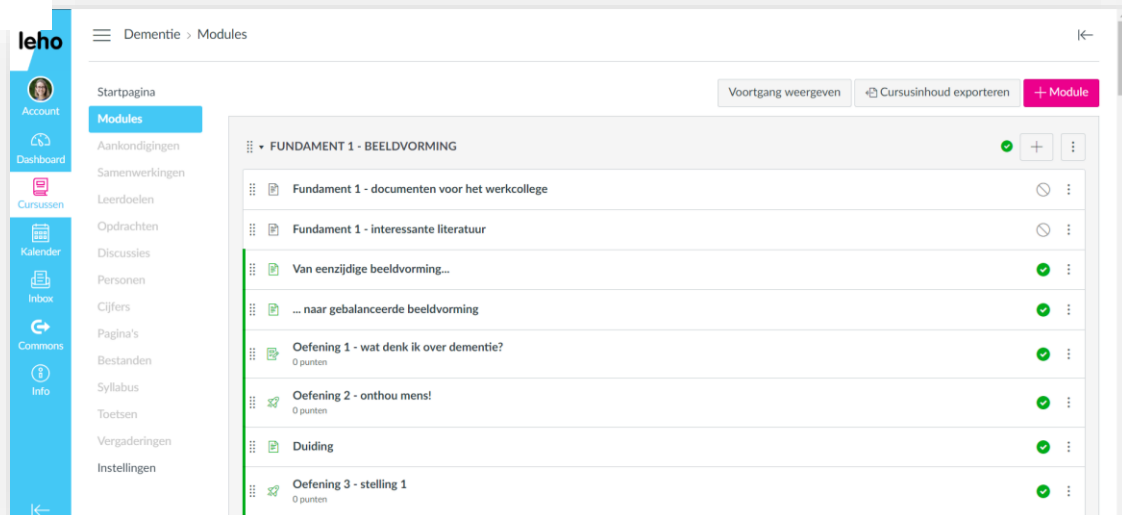 leho
Dementie > Modules
Account
Dashboard
Cursussen
Kalender
Inbox
Commons
Info
Startpagina
Modules
Aankondigingen
Samenwerkingen
Leerdoelen
Opdrachten
Discussies
Personen
Cijfers
Pagina's
Bestanden
Syllabus
Toetsen
Vergaderingen
Instellingen
Voortgang weergeven
Cursusinhoud exporteren
+ Module
FUNDAMENT 1 - BEELDVORMING
Fundament 1 - documenten voor het werkcollege
Fundament 1 - interessante literatuur
Van eenzijdige beeldvorming...
... naar gebalanceerde beeldvorming
Oefening 1 - wat denk ik over dementie?
0 punten
Oefening 2 - onthou mens!
0 punten
Duiding
Oefening 3 - stelling 1
0 punten